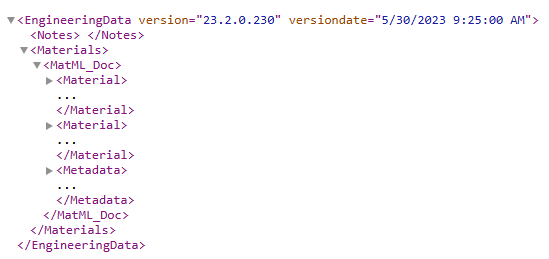 ▼<EngineeringData version="23.2.0.230" versiondate="5/30/2023 9:25:00 AM">
<Notes> </Notes>
▼<Materials>
▼<MatML_Doc>
▶<Material>
...
</Material>
▶<Material>
...
</Material>
▶<Metadata>
...
</Metadata>
</MatML_Doc>
</Materials>
</EngineeringData>